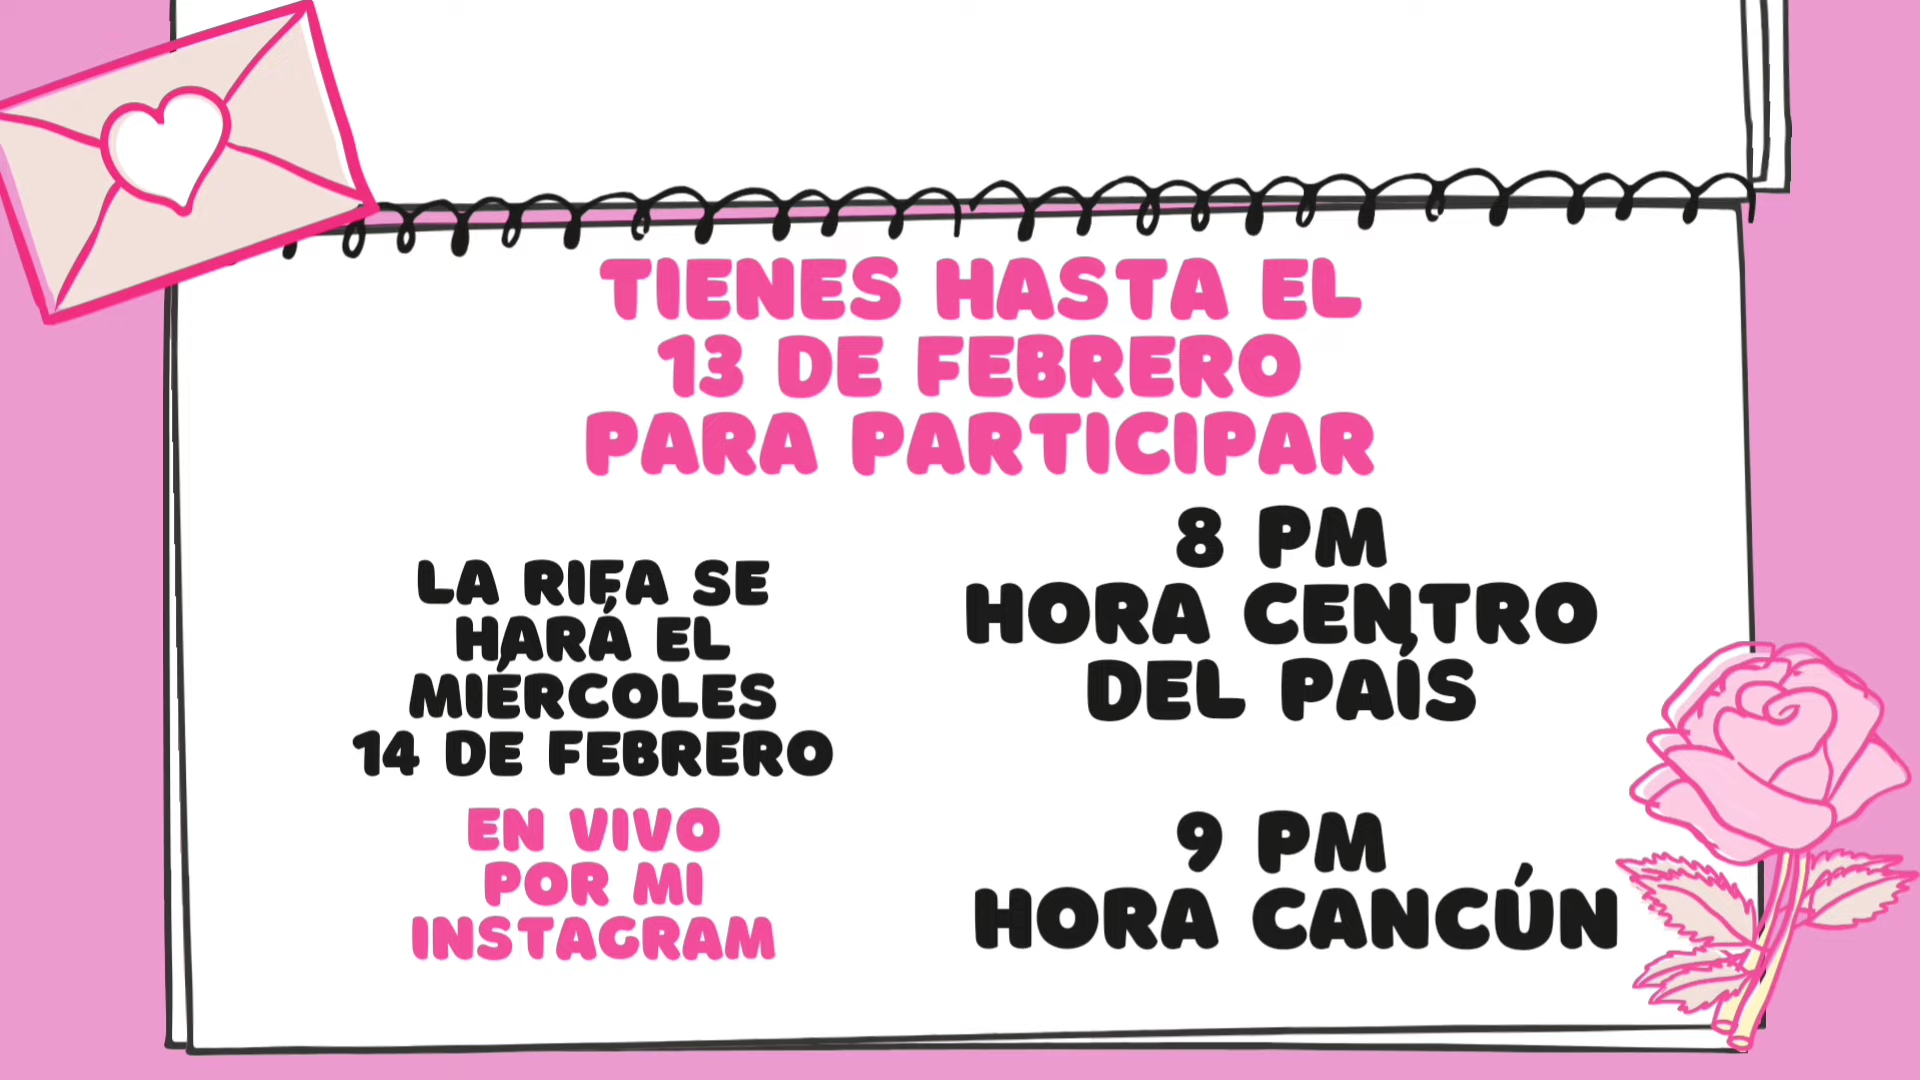 TIENES HASTA EL
13 DE FEBRERO
PARA PARTICIPAR
LA RIFA SE
HARÁ EL
MIÉRCOLES
14 DE FEBRERO
EN VIVO
POR MI
INSTAGRAM
8 PM
HORA CENTRO
DEL PAÍS
9 PM
HORA CANCÚN